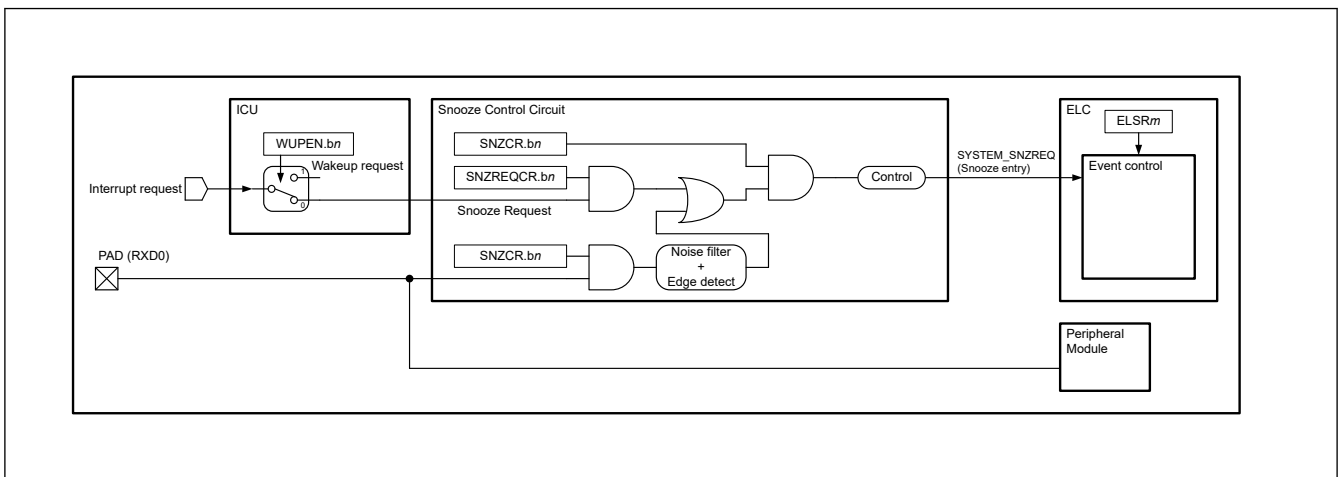 ICU
Snooze Control Circuit
ELC
WUPEN.bn
SNZCR.bn
ELSRm
Wakeup request
1
SYSTEM_SNZREQ
(Snooze entry)
Event control
Interrupt request
SNZREQCR.bn
Control
0
Snooze Request
PAD (RXD0)
SNZCR.bn
Noise filter
+
Edge detect
Peripheral
Module